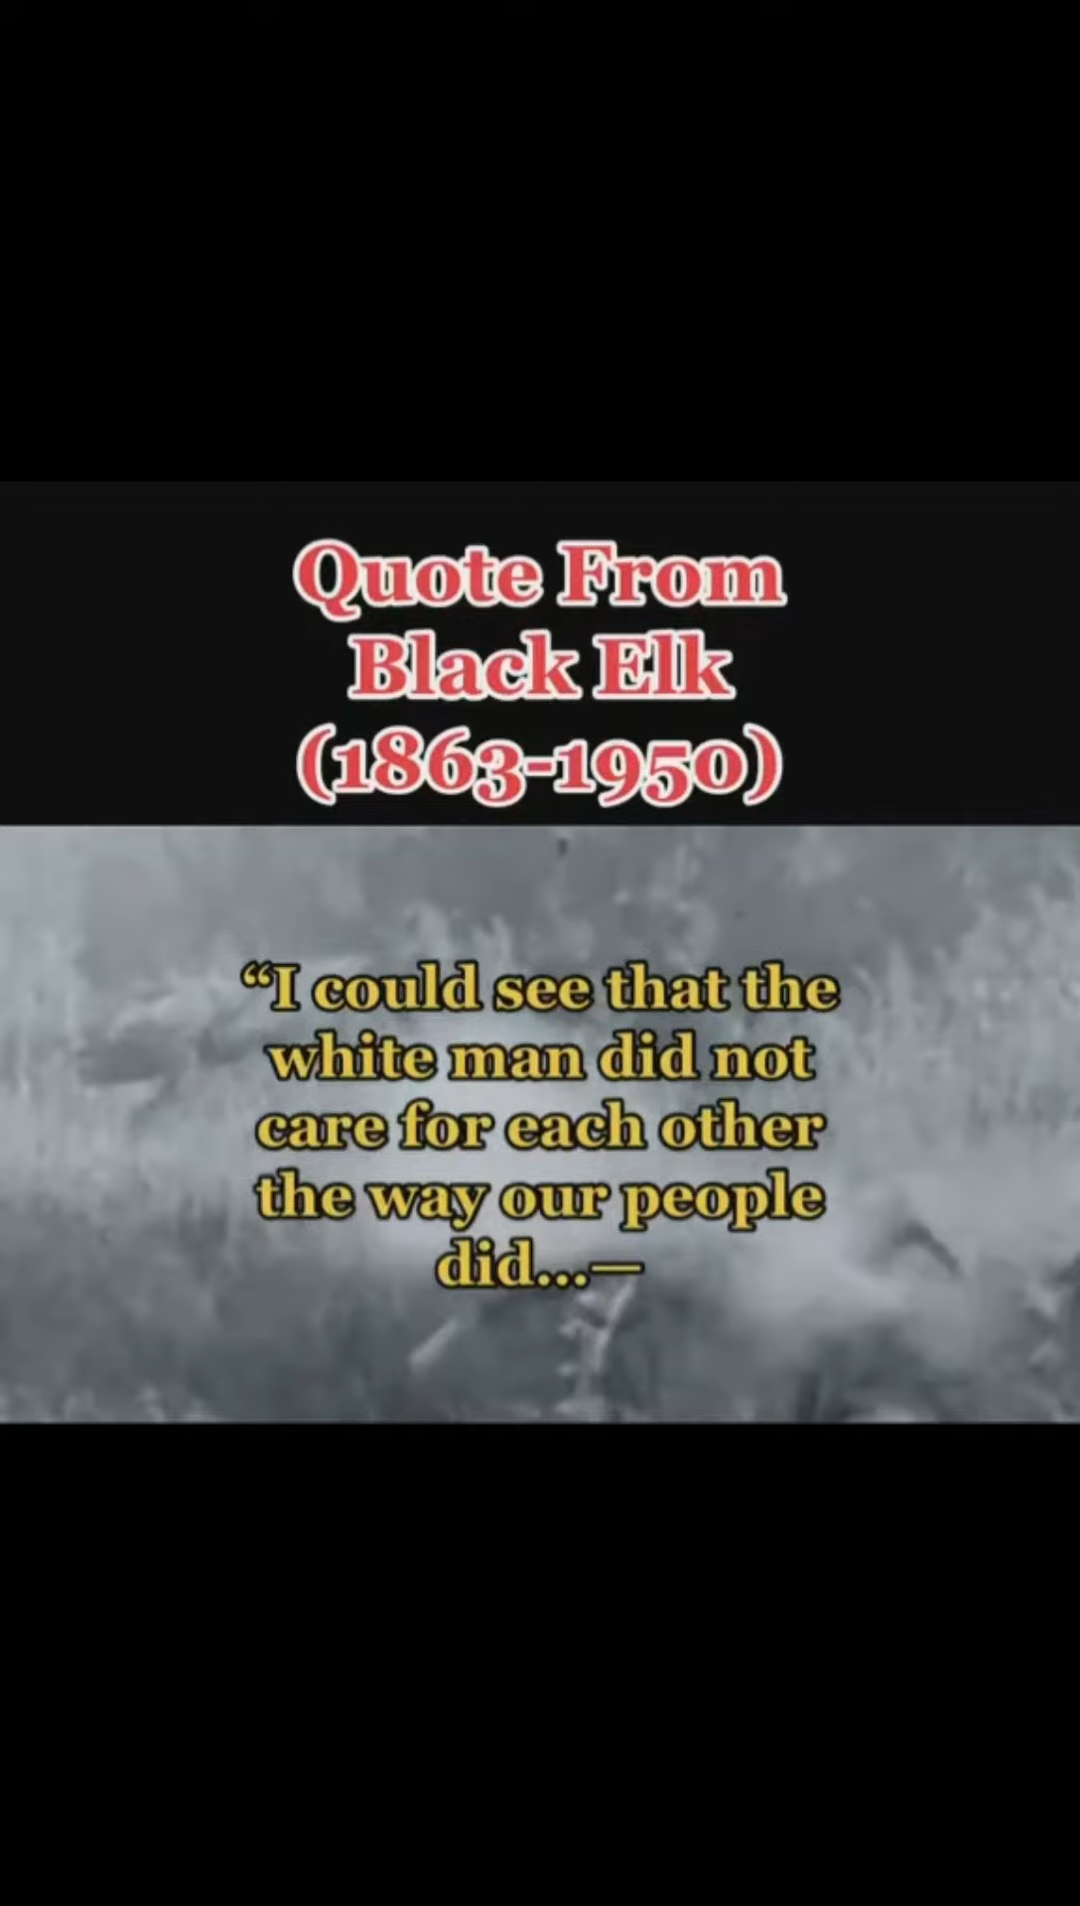 Quote From
Black Elk
(1863-1950)
“I could see that the
white man did not
care for each other
the way our people
did...—